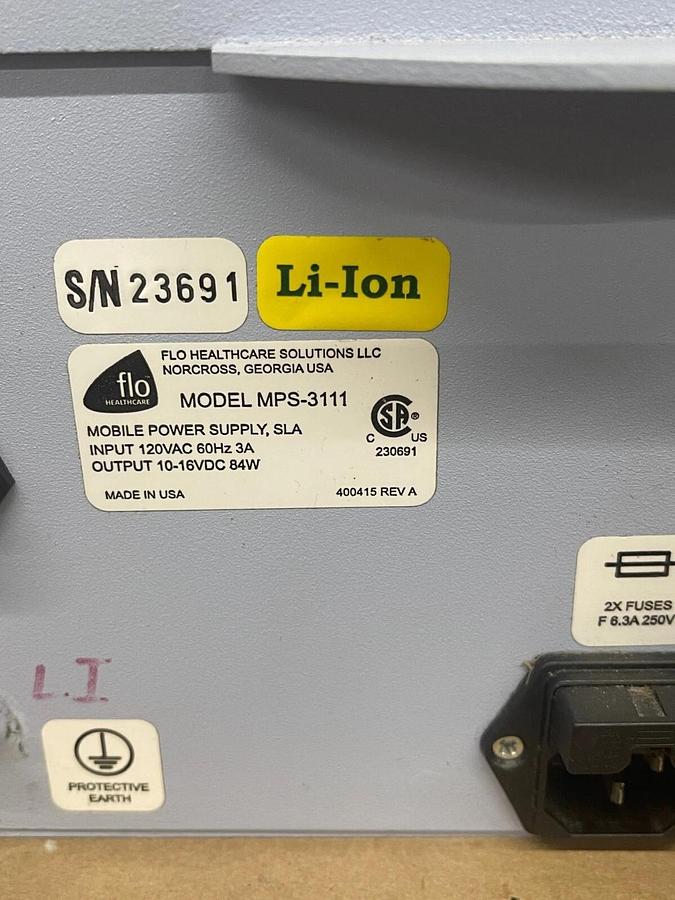 S/N 23691
Li-Ion
flo
HEALTHCARE
FLO HEALTHCARE SOLUTIONS LLC
NORCROSS, GEORGIA USA
MODEL MPS-3111
MOBILE POWER SUPPLY, SLA
INPUT 120VAC 60Hz 3A
OUTPUT 10-16VDC 84W
SA®
C US
230691
MADE IN USA
400415 REV A
2X FUSES
F 6.3A 250V
L.I
PROTECTIVE
EARTH